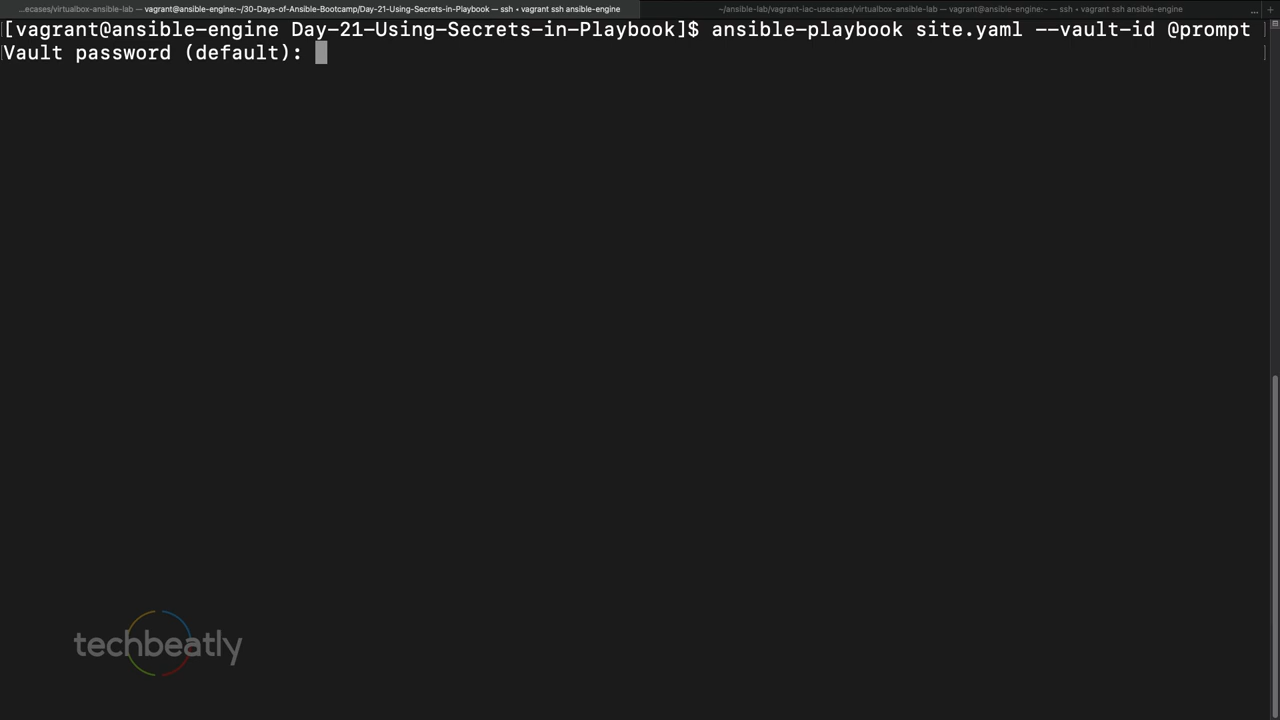 ...ecases/virtualbox-ansible-lab — vagrant@ansible-engine:~/30-Days-of-Ansible-Bootcamp/Day-21-Using-Secrets-in-Playbook — ssh • vagrant ssh ansible-engine
~/ansible-lab/vagrant-iac-usecases/virtualbox-ansible-lab — vagrant@ansible-engine:~ — ssh • vagrant ssh ansible-engine
[vagrant@ansible-engine Day-21-Using-Secrets-in-Playbook]$ ansible-playbook site.yaml --vault-id @prompt
Vault password (default):
techbeatly